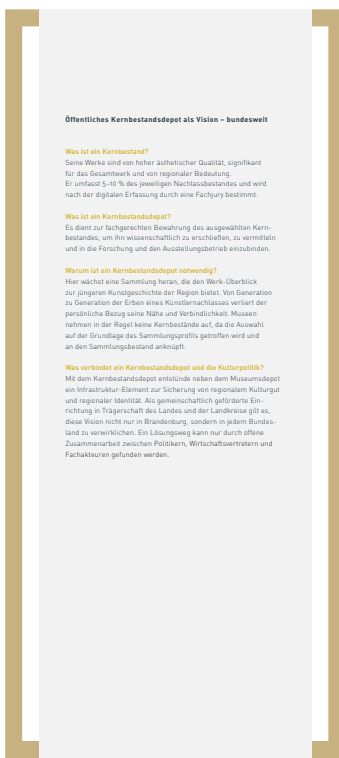 Öffentliches Kernbestandsdepot als Vision – bundesweit
Was ist ein Kernbestand?
Seine Werke sind von hoher ästhetischer Qualität, signifikant
für das Gesamtwerk und von regionaler Bedeutung.
Er umfasst 5–10 % des jeweiligen Nachlassbestandes und wird
nach der digitalen Erfassung durch eine Fachjury bestimmt.
Was ist ein Kernbestandsdepot?
Es dient zur fachgerechten Bewahrung des ausgewählten Kern-
bestandes, um ihn wissenschaftlich zu erschließen, zu vermitteln
und in die Forschung und den Ausstellungsbetrieb einzubinden.
Warum ist ein Kernbestandsdepot notwendig?
Hier wächst eine Sammlung heran, die den Werk-Überblick
zur jüngeren Kunstgeschichte der Region bietet. Von Generation
zu Generation der Erben eines Künstlernachlasses verliert der
persönliche Bezug seine Nähe und Verbindlichkeit. Museen
nehmen in der Regel keine Kernbestände auf, da die Auswahl
auf der Grundlage des Sammlungsprofils getroffen wird und
an den Sammlungsbestand anknüpft.
Was verbindet ein Kernbestandsdepot und die Kulturpolitik?
Mit dem Kernbestandsdepot entstünde neben dem Museumsdepot
ein Infrastruktur-Element zur Sicherung von regionalem Kulturgut
und regionaler Identität. Als gemeinschaftlich geförderte Ein-
richtung in Trägerschaft des Landes und der Landkreise gilt es,
diese Vision nicht nur in Brandenburg, sondern in jedem Bundes-
land zu verwirklichen. Ein Lösungsweg kann nur durch offene
Zusammenarbeit zwischen Politikern, Wirtschaftsvertretern und
Fachakteuren gefunden werden.